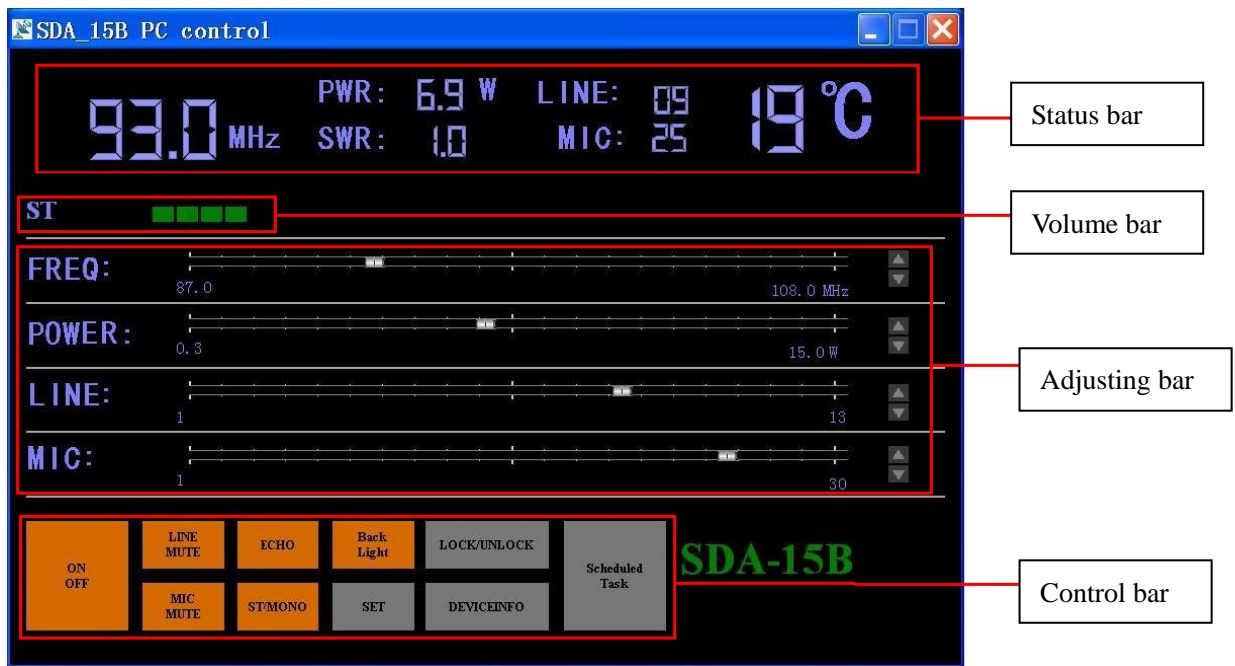 SDA_15B PC control
93.0 MHz
PWR: 6.9 W
SWR: 1.0
LINE: 09
MIC: 25
19 °C
Status bar
ST
Volume bar
FREQ:
87.0
108.0 MHz
POWER:
0.3
15.0 W
LINE:
1
13
MIC:
1
30
Adjusting bar
ON
OFF
LINE
MUTE
ECHO
Back
Light
LOCK/UNLOCK
Scheduled
Task
MIC
MUTE
ST/MONO
SET
DEVICEINFO
SDA-15B
Control bar